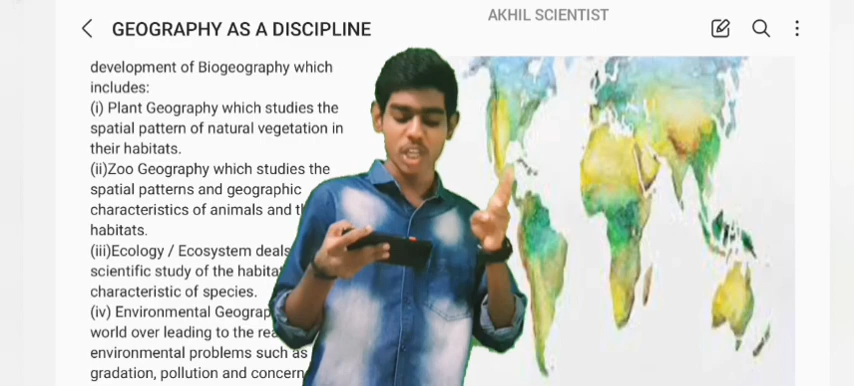 AKHIL SCIENTIST
GEOGRAPHY AS A DISCIPLINE
development of Biogeography which
includes:
(i) Plant Geography which studies the
spatial pattern of natural vegetation in
their habitats.
(ii)Zoo Geography which studies the
spatial patterns and geographic
characteristics of animals and
habitats.
(iii)Ecology / Ecosystem deals
scientific study of the
characteristic of species.
(iv) Environmental
world over leading to the
environmental problems such as
gradation, pollution and